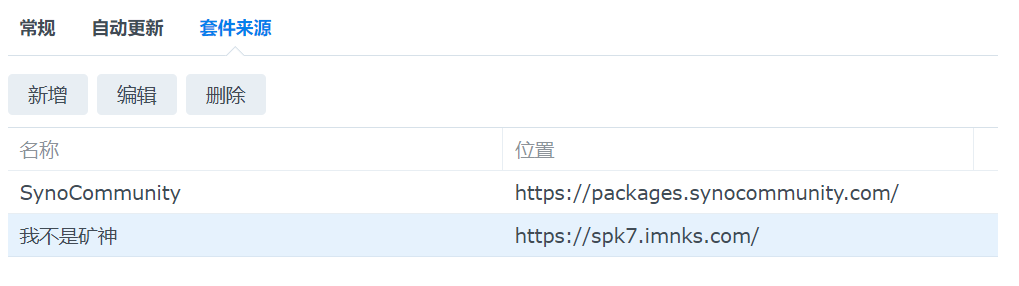 常规 自动更新 套件来源
新增 编辑 删除
名称 位置
SynoCommunity https://packages.synocommunity.com/
我不是矿神 https://spk7.imnks.com/